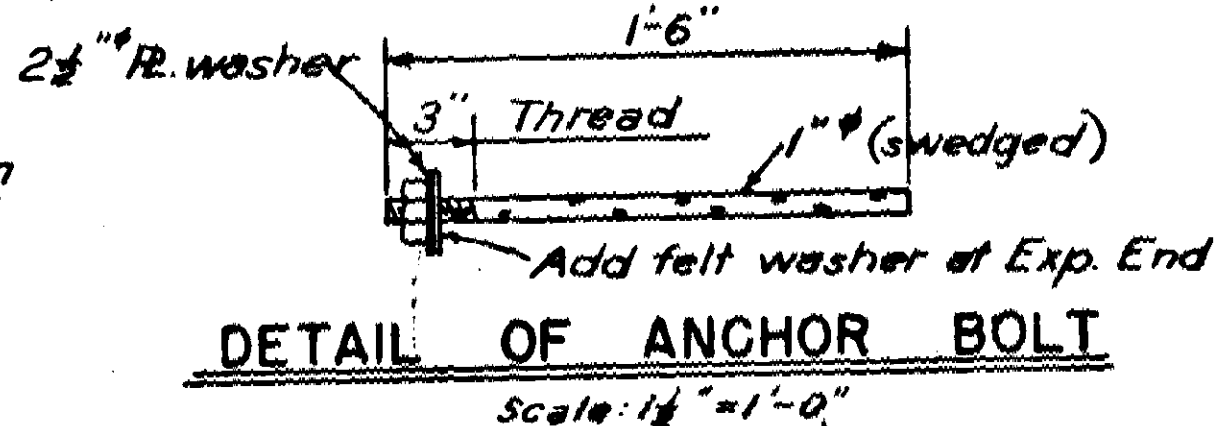 1'-6"
2½"ϕ PL. washer
3" Thread
1"ϕ (swedged)
Add felt washer at Exp. End
DETAIL OF ANCHOR BOLT
Scale: 1½"=1'-0"